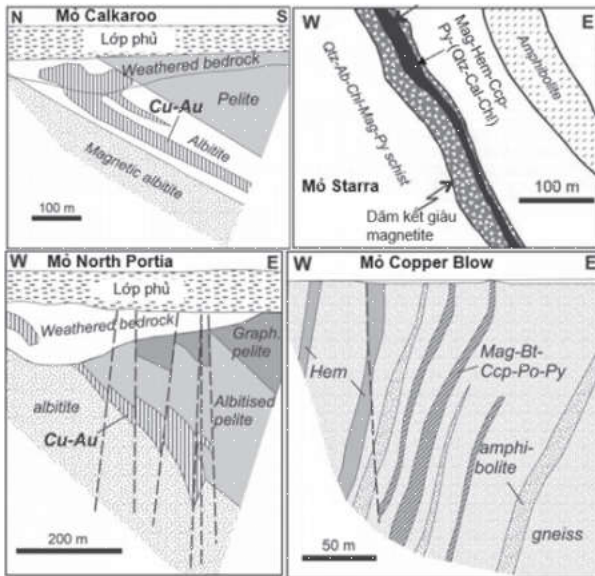 N Mỏ Calkaroo S
Lớp phủ
Weathered bedrock
Cu-Au
Pelite
Albitite
Magnetic albitite
100 m
W E
Mag-Hem-Ccp-
Py-(Qtz-Cal-Chl)
Amphibolite
Qtz-Ab-Chl-Mag-Py schist
Mỏ Starra
100 m
Dăm kết giàu
magnetite
W Mỏ North Portia E
Lớp phủ
Weathered bedrock
Graph.
pelite
Albitised
pelite
albitite
Cu-Au
200 m
W Mỏ Copper Blow E
Hem
Mag-Bt-
Ccp-Po-Py
amphi-
bolite
gneiss
50 m